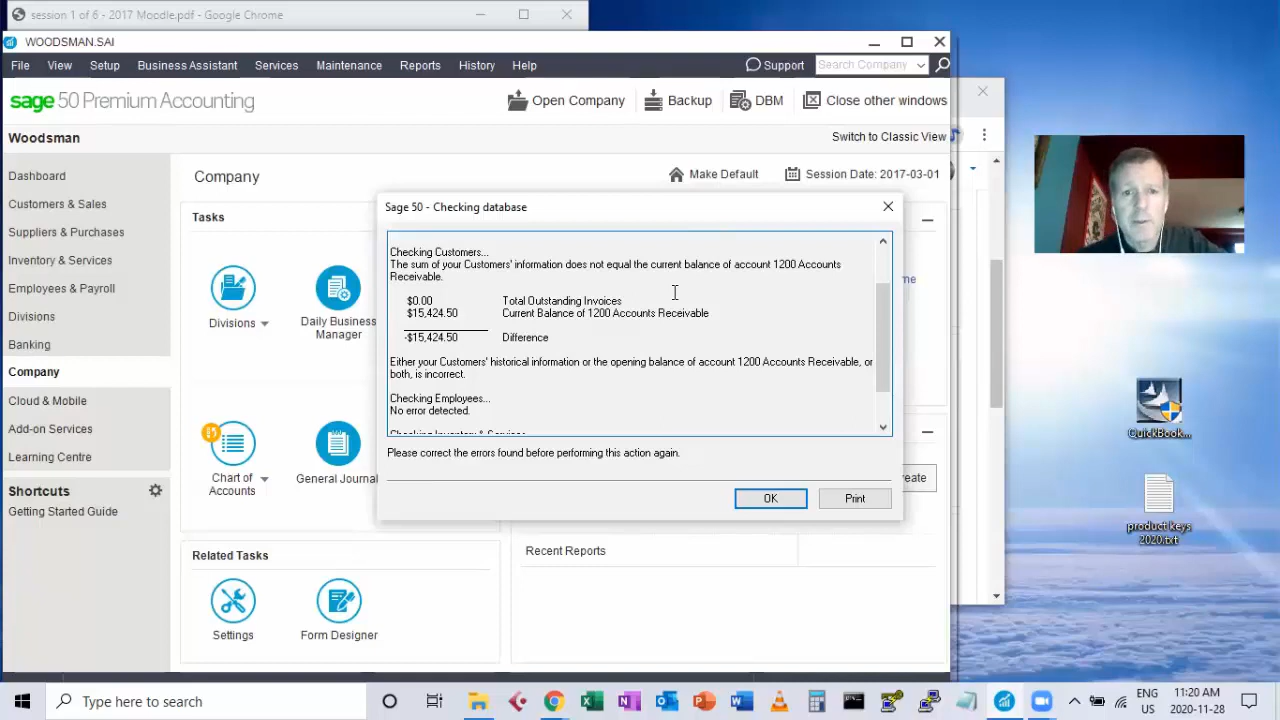 session 1 of 6 -2017 Moodle.pdf - Google Chrome
WOODSMAN.SAI
File View Setup Business Assistant Services Maintenance Reports History Help Support Search Company
sage 50 Premium Accounting Open Company Backup DBM Close other windows
Woodsman Switch to Classic View
Dashboard
Customers & Sales
Suppliers & Purchases
Inventory & Services
Employees & Payroll
Divisions
Banking
Company
Cloud & Mobile
Add-on Services
Learning Centre
Shortcuts
Getting Started Guide
Company Make Default Session Date: 2017-03-01
Tasks
Divisions
Daily Business
Manager
Chart of
Accounts
General Journal
Related Tasks
Settings
Form Designer
Sage 50 - Checking database
Checking Customers...
The sum of your Customers' information does not equal the current balance of account 1200 Accounts
Receivable.
$0.00 Total Outstanding Invoices
$15,424.50 Current Balance of 1200 Accounts Receivable
-$15,424.50 Difference
Either your Customers' historical information or the opening balance of account 1200 Accounts Receivable, or
both, is incorrect.
Checking Employees...
No error detected.
Checking Inventory & Services
Please correct the errors found before performing this action again.
OK Print
me
reate
Recent Reports
QuickBook...
product keys
2020.txt
Type here to search
ENG
US
11:20 AM
2020-11-28